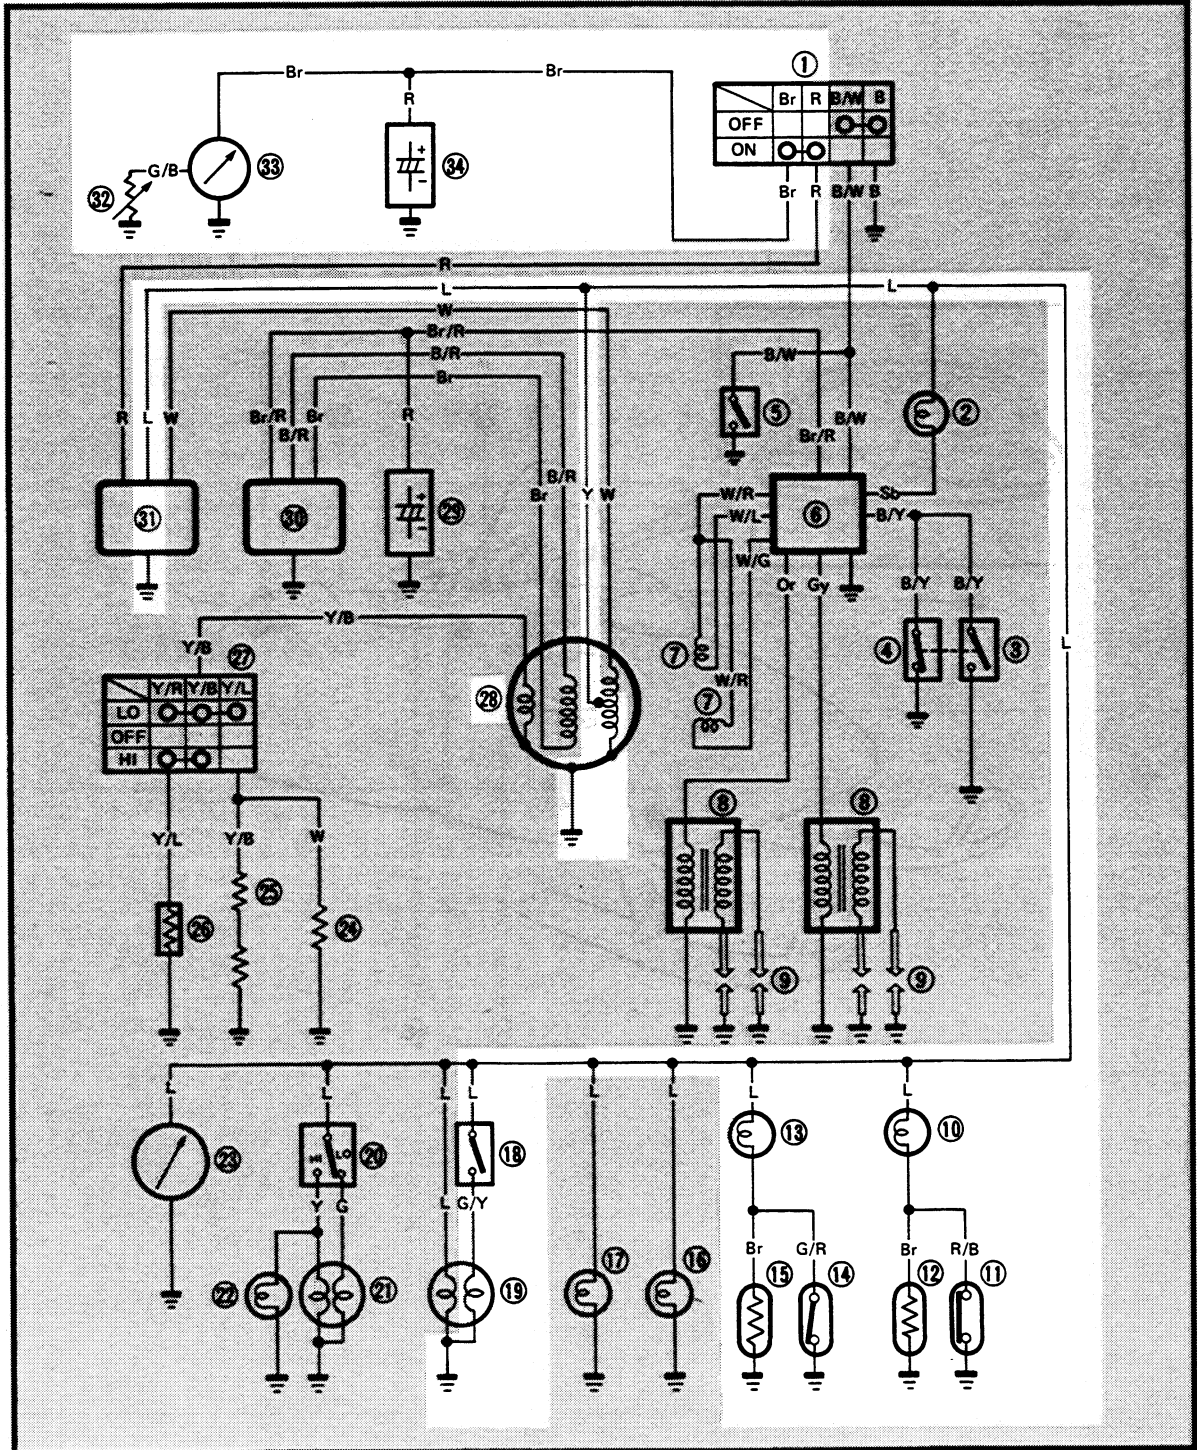 ①
Br R B/W B
OFF
ON
Br Br
R
㉝ ㉞
G/B
㉜
+
−
Br R B/W B
R
L L
W
Br/R
B/R
Br
B/W
⑤ ②
R L W
Br/R B/R Br
R
Br/R B/W
B/R
Br Y W
㉛ ㉚ ㉙
+
−
W/R ⑥ Sb
W/L B/Y
W/G
Or Gy
B/Y B/Y
L
Y/B
Y/B
㉗
Y/R Y/B Y/L
LO
OFF
HI
㉘
⑦
W/R
⑦
④ ③
Y/L Y/B W
⑧ ⑧
㉖ ㉕ ㉔
⑨ ⑨
L L L L L L L L
㉓ HI LO ⑳ ⑱ ⑬ ⑩
Y G L G/Y
Br G/R Br R/B
㉒ ㉑ ⑲ ⑰ ⑯ ⑮ ⑭ ⑫ ⑪